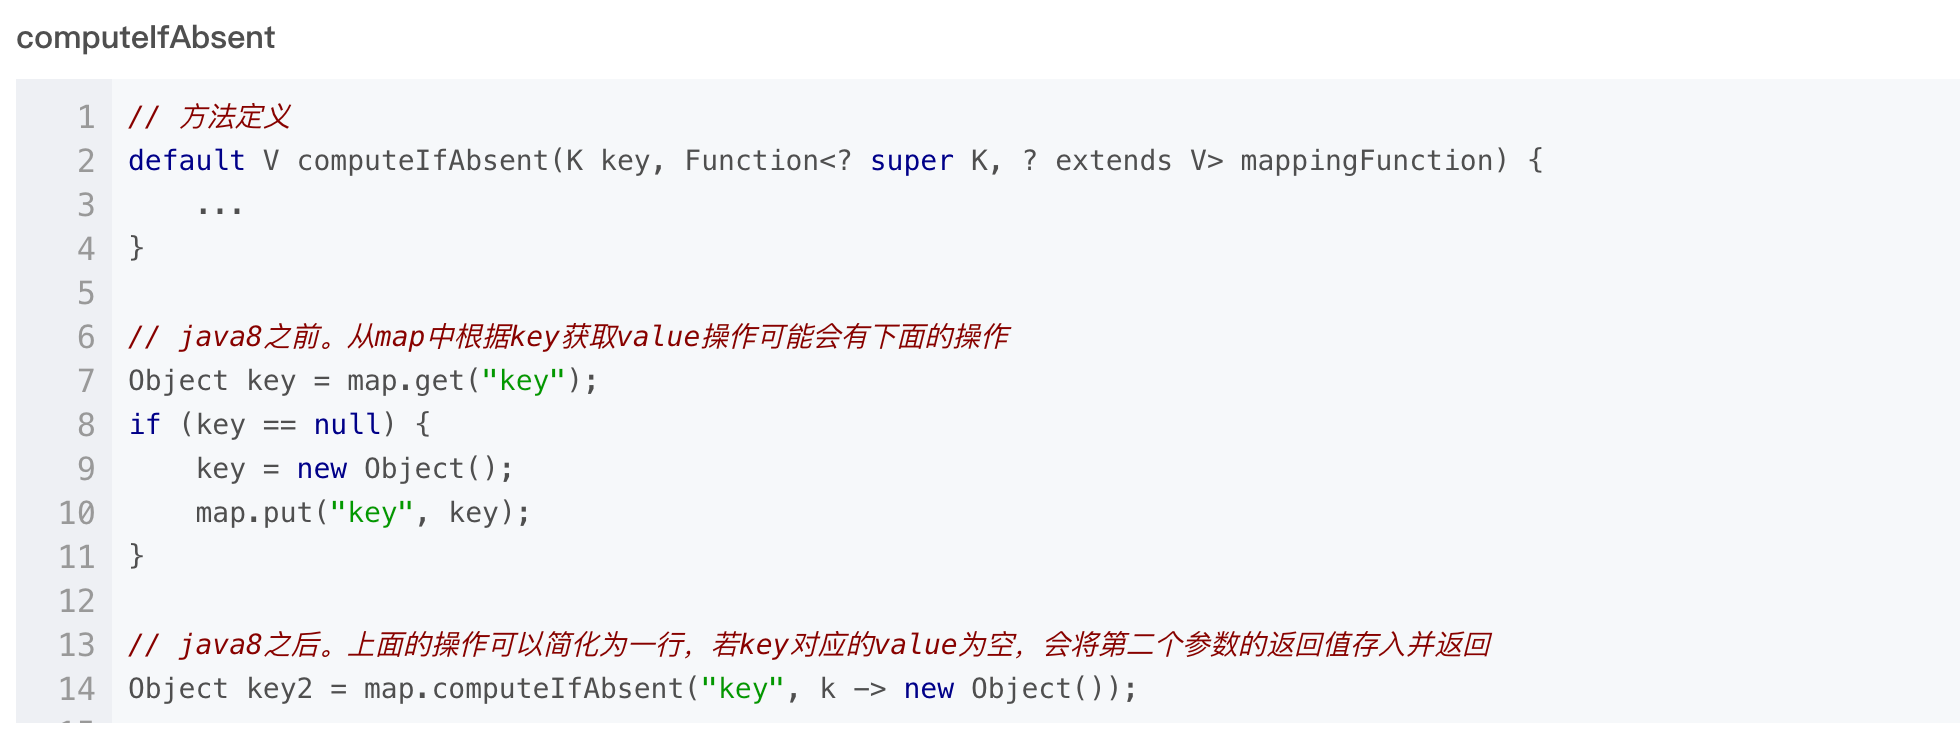 computeIfAbsent
1 // 方法定义
2 default V computeIfAbsent(K key, Function<? super K, ? extends V> mappingFunction) {
3     ...
4 }
5
6 // java8之前。从map中根据key获取value操作可能会有下面的操作
7 Object key = map.get("key");
8 if (key == null) {
9     key = new Object();
10     map.put("key", key);
11 }
12
13 // java8之后。上面的操作可以简化为一行，若key对应的value为空，会将第二个参数的返回值存入并返回
14 Object key2 = map.computeIfAbsent("key", k -> new Object());